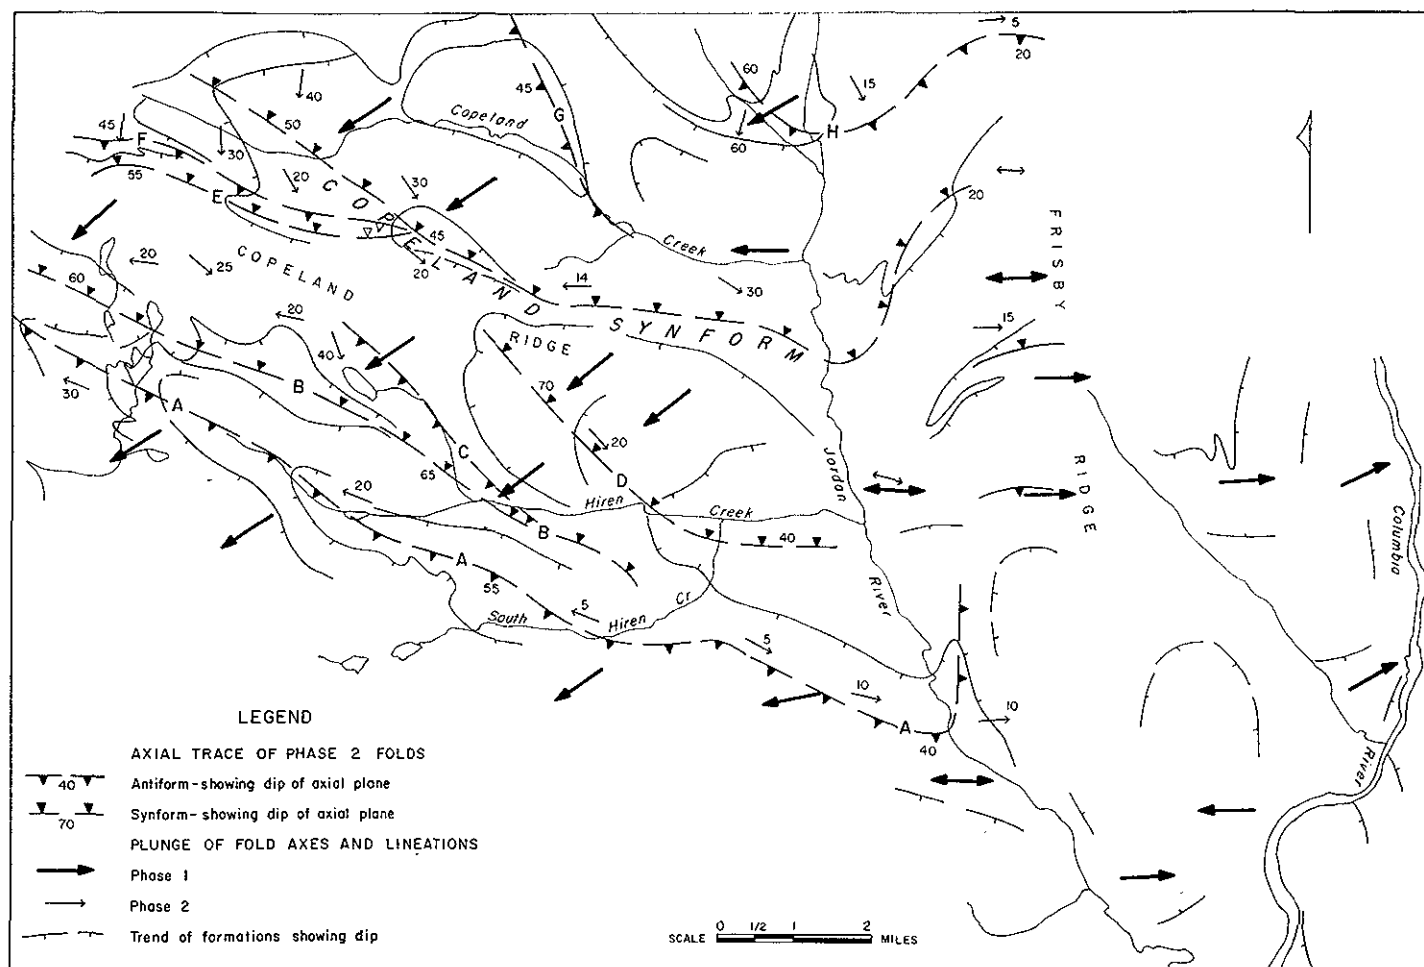 5
20
60
15
45
G
Copeland
H
60
40
50
45
F
30
20
30
55
E
COPELAND SYNFORM
45
20
Creek
20
FRISBY RIDGE
COPELAND RIDGE
20
25
60
14
30
15
20
40
B
A
30
70
C
20
65
D
20
Hiren Creek
Jordan River
40
B
A
55
5
South Hiren Cr.
5
10
10
A
40
Columbia River
LEGEND
AXIAL TRACE OF PHASE 2 FOLDS
40 Antiform-showing dip of axial plane
70 Synform-showing dip of axial plane
PLUNGE OF FOLD AXES AND LINEATIONS
Phase 1
Phase 2
Trend of formations showing dip
SCALE 0 1/2 1 2 MILES